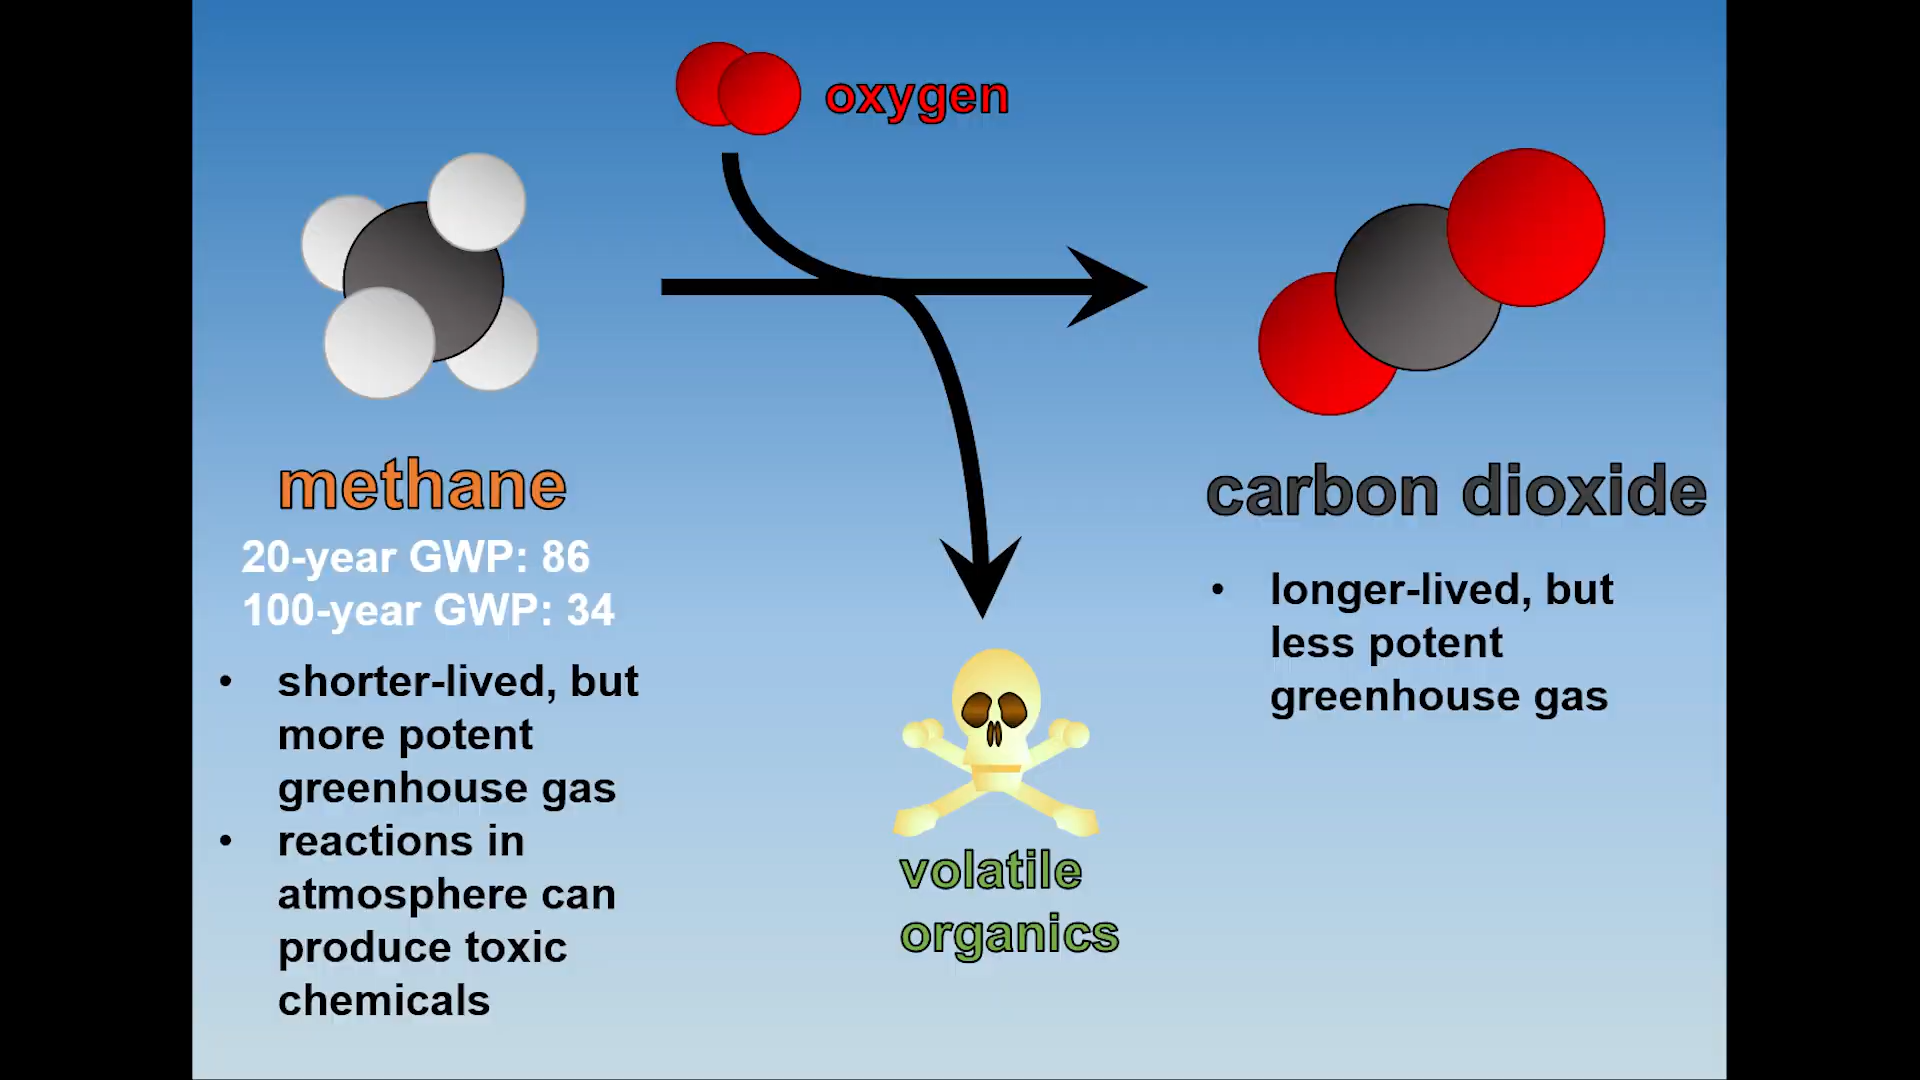 oxygen
methane
20-year GWP: 86
100-year GWP: 34
• shorter-lived, but
more potent
greenhouse gas
• reactions in
atmosphere can
produce toxic
chemicals
volatile
organics
carbon dioxide
• longer-lived, but
less potent
greenhouse gas